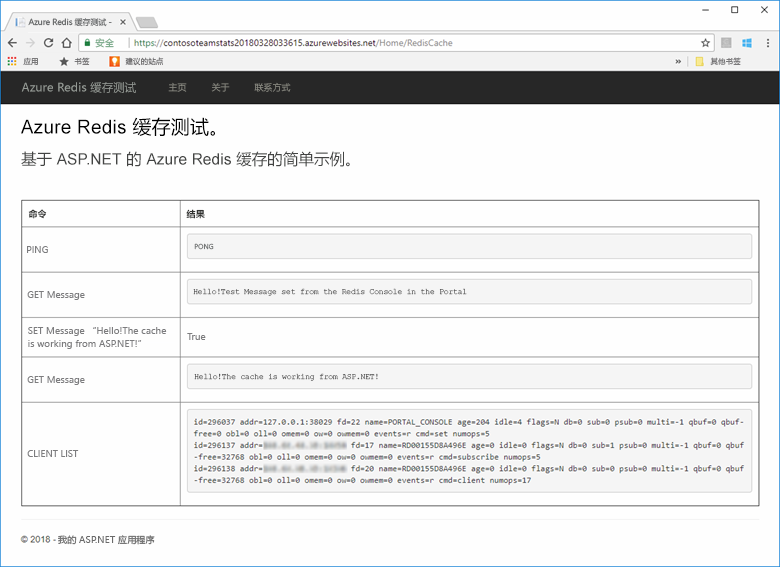 Azure Redis 缓存测试 -
安全 https://contosoteamstats20180328033615.azurewebsites.net/Home/RedisCache
应用 书签 建议的站点 » 其他书签
Azure Redis 缓存测试 主页 关于 联系方式
Azure Redis 缓存测试。
基于 ASP.NET 的 Azure Redis 缓存的简单示例。
命令 结果
PING PONG
GET Message Hello!Test Message set from the Redis Console in the Portal
SET Message “Hello!The cache
is working from ASP.NET!” True
GET Message Hello!The cache is working from ASP.NET!
CLIENT LIST
id=296037 addr=127.0.0.1:38029 fd=22 name=PORTAL_CONSOLE age=204 idle=4 flags=N db=0 sub=0 psub=0 multi=-1 qbuf=0 qbuf-
free=0 obl=0 oll=0 omem=0 ow=0 owmem=0 events=r cmd=set numops=5
id=296137 addr= fd=17 name=RD00155D8A496E age=0 idle=0 flags=N db=0 sub=1 psub=0 multi=-1 qbuf=0 qbuf
-free=32768 obl=0 oll=0 omem=0 ow=0 owmem=0 events=r cmd=subscribe numops=5
id=296138 addr= fd=20 name=RD00155D8A496E age=0 idle=0 flags=N db=0 sub=0 psub=0 multi=-1 qbuf=0 qbuf
-free=32768 obl=0 oll=0 omem=0 ow=0 owmem=0 events=r cmd=client numops=17
© 2018 - 我的 ASP.NET 应用程序